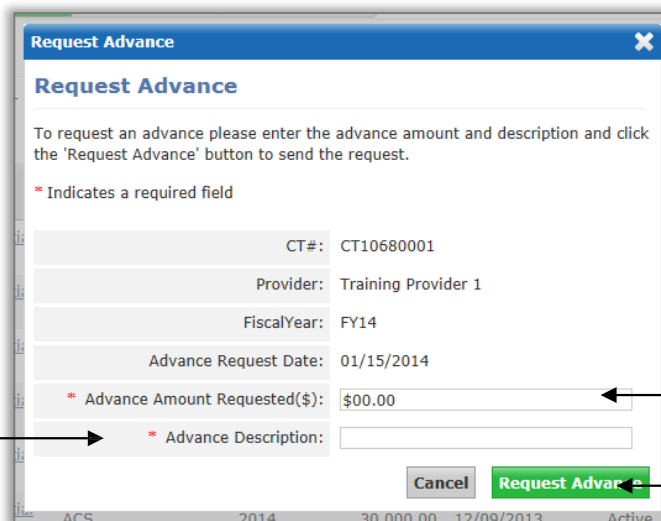 Request Advance
Request Advance
To request an advance please enter the advance amount and description and click
the 'Request Advance' button to send the request.
* Indicates a required field
CT#: CT10680001
Provider: Training Provider 1
FiscalYear: FY14
Advance Request Date: 01/15/2014
* Advance Amount Requested($): $00.00
* Advance Description:
Cancel Request Advance
ACS 2014 30,000.00 12/09/2013 Active